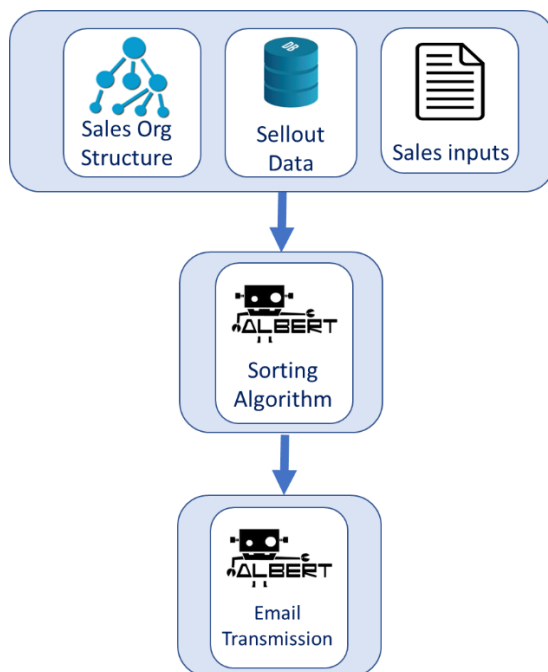 DB
Sales Org
Structure
Sellout
Data
Sales inputs
ALBERT
Sorting
Algorithm
ALBERT
Email
Transmission